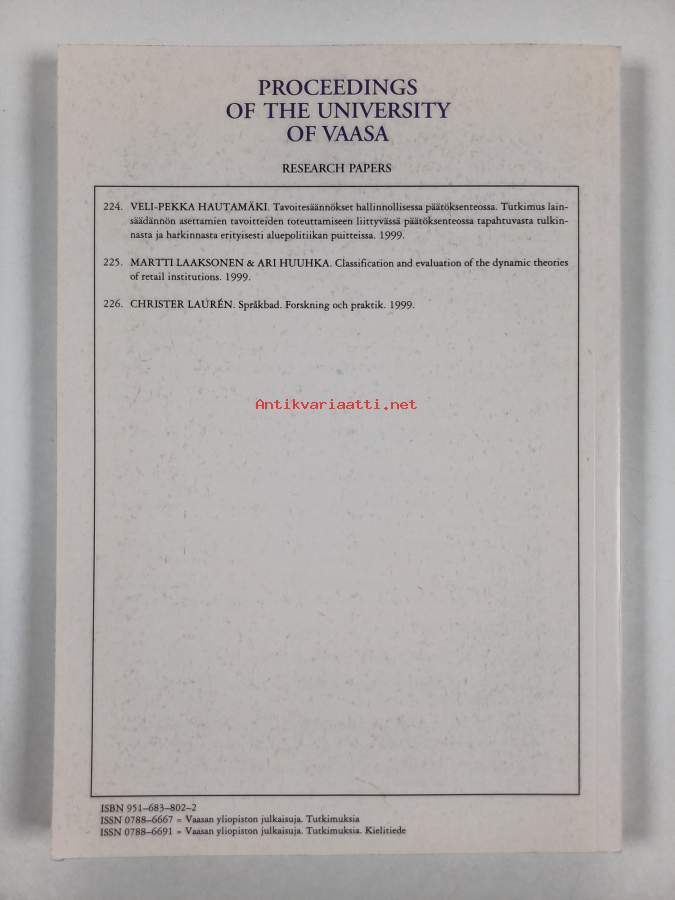 PROCEEDINGS
OF THE UNIVERSITY
OF VAASA
RESEARCH PAPERS
224. VELI-PEKKA HAUTAMÄKI. Tavoitesäännökset hallinnollisessa päätöksenteossa. Tutkimus lain-
säädännön asettamien tavoitteiden toteuttamiseen liittyvässä päätöksenteossa tapahtuvasta tulkin-
nasta ja harkinnasta erityisesti aluepolitiikan puitteissa. 1999.
225. MARTTI LAAKSONEN & ARI HUUHKA. Classification and evaluation of the dynamic theories
of retail institutions. 1999.
226. CHRISTER LAURÉN. Språkbad. Forskning och praktik. 1999.
Antikvariaatti.net
ISBN 951–683–802–2
ISSN 0788–6667 = Vaasan yliopiston julkaisuja. Tutkimuksia
ISSN 0788–6691 = Vaasan yliopiston julkaisuja. Tutkimuksia. Kielitiede